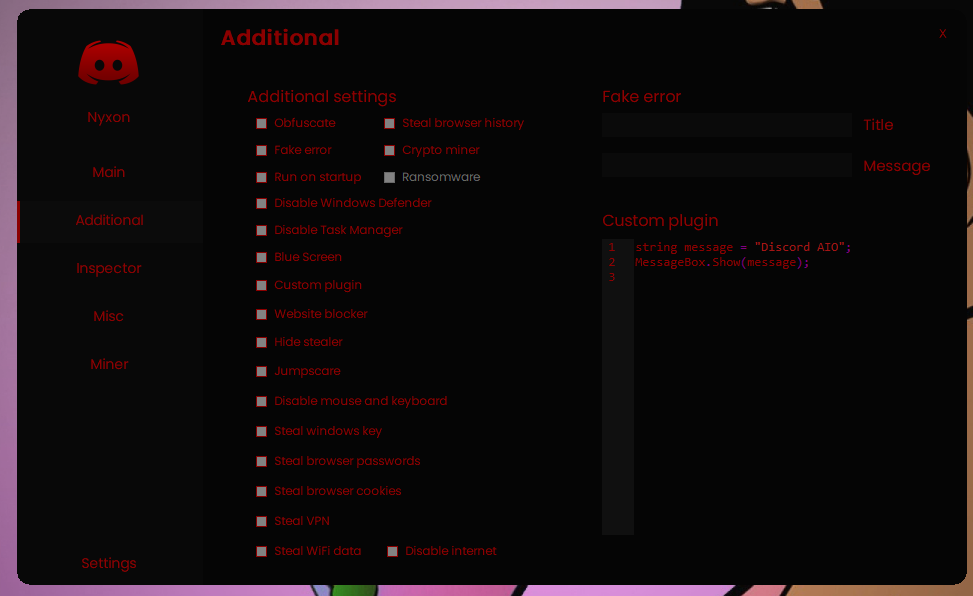 Additional
X
Nyxon
Main
Additional
Inspector
Misc
Miner
Settings
Additional settings
Obfuscate
Steal browser history
Fake error
Crypto miner
Run on startup
Ransomware
Disable Windows Defender
Disable Task Manager
Blue Screen
Custom plugin
Website blocker
Hide stealer
Jumpscare
Disable mouse and keyboard
Steal windows key
Steal browser passwords
Steal browser cookies
Steal VPN
Steal WiFi data
Disable internet
Fake error
Title
Message
Custom plugin
1 string message = "Discord AIO";
2 MessageBox.Show(message);
3